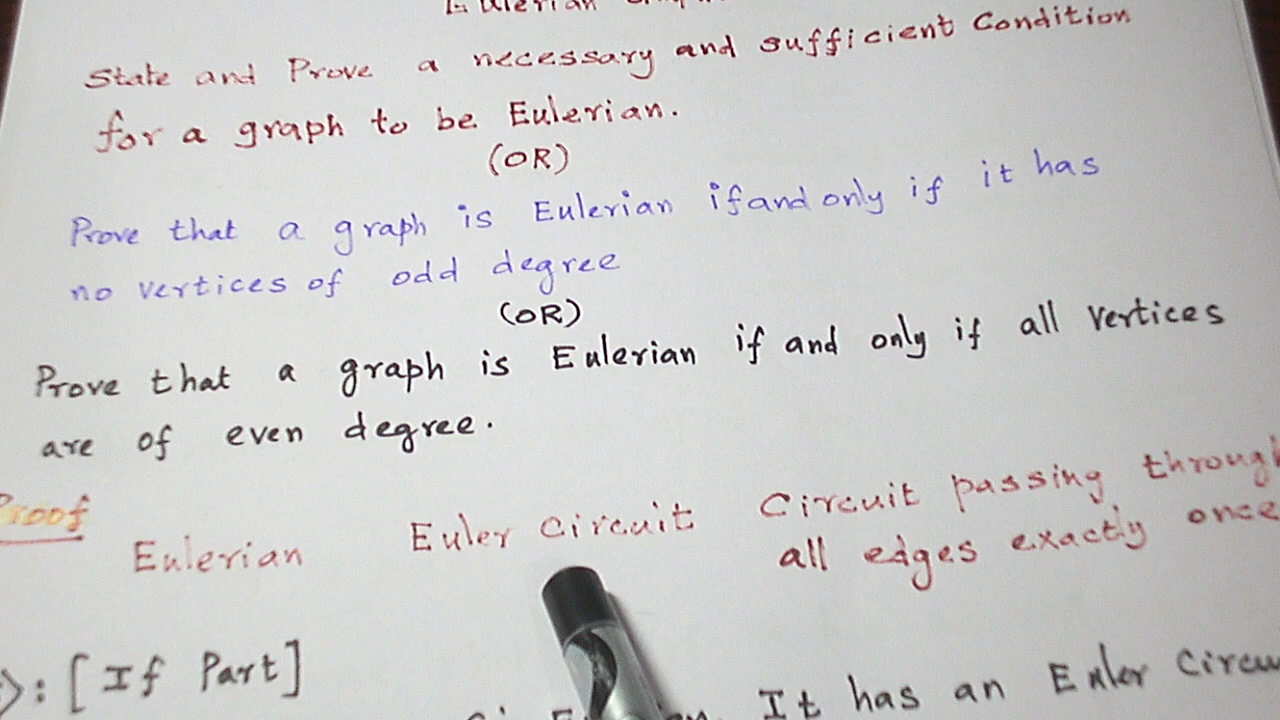 State and Prove a necessary and sufficient Condition
for a graph to be Eulerian.
(OR)
Prove that a graph is Eulerian if and only if it has
no vertices of odd degree
(OR)
Prove that a graph is Eulerian if and only if all vertices
are of even degree.
Proof
Eulerian Euler circuit Circuit passing through
all edges exactly once
: [If Part]
It has an Euler